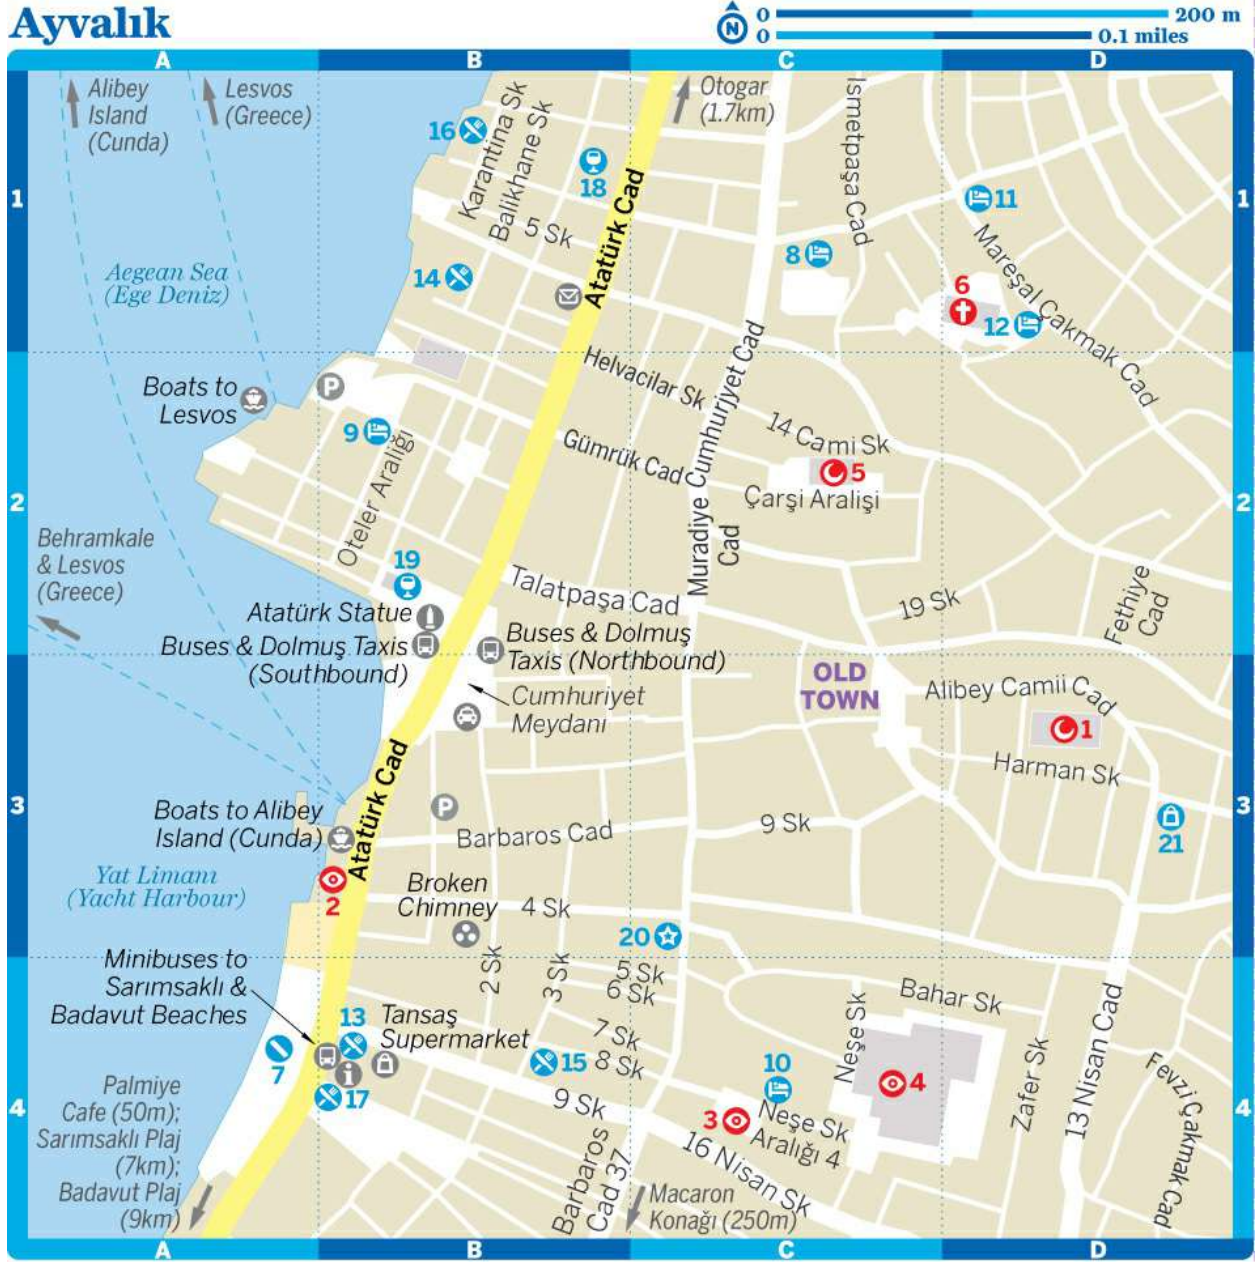 Ayvalık
N
0
200 m
0
0.1 miles
A
B
C
D
Alibey
Island
(Cunda)
Lesvos
(Greece)
Otogar
(1.7km)
16
Karantina Sk
Balıkhane Sk
18
Ismetpaşa Cad
1
1
11
5 Sk
Atatürk Cad
8
Mareşal Çakmak Cad
Aegean Sea
(Ege Deniz)
14
6
12
Helvacilar Sk
Boats to
Lesvos
P
9
Oteler Aralığı
Gümrük Cad
Cumhuriyet Cad
14 Cami Sk
5
Çarşi Aralişi
2
2
Muradiye
Cad
Behramkale
& Lesvos
(Greece)
19
Talatpaşa Cad
19 Sk
Fethiye
Cad
Atatürk Statue
Buses & Dolmuş Taxis
(Southbound)
Buses & Dolmuş
Taxis (Northbound)
OLD
TOWN
Alibey Camii Cad
Cumhuriyet
Meydanı
1
Harman Sk
Atatürk Cad
3
3
P
Boats to Alibey
Island (Cunda)
Barbaros Cad
9 Sk
21
Yat Limanı
(Yacht Harbour)
2
Broken
Chimney
4 Sk
20
2 Sk
3 Sk
5 Sk
6 Sk
7 Sk
8 Sk
Minibuses to
Sarımsaklı &
Badavut Beaches
13
Tansaş
Supermarket
Bahar Sk
Neşe Sk
7
i
17
15
10
4
Zafer Sk
13 Nisan Cad
Fevzi Çakmak Cad
4
4
Palmiye
Cafe (50m);
Sarımsaklı Plaj
(7km);
Badavut Plaj
(9km)
9 Sk
3
Neşe Sk
Aralığı 4
16 Nisan Sk
Barbaros
Cad 37
Macaron
Konağı (250m)
A
B
C
D